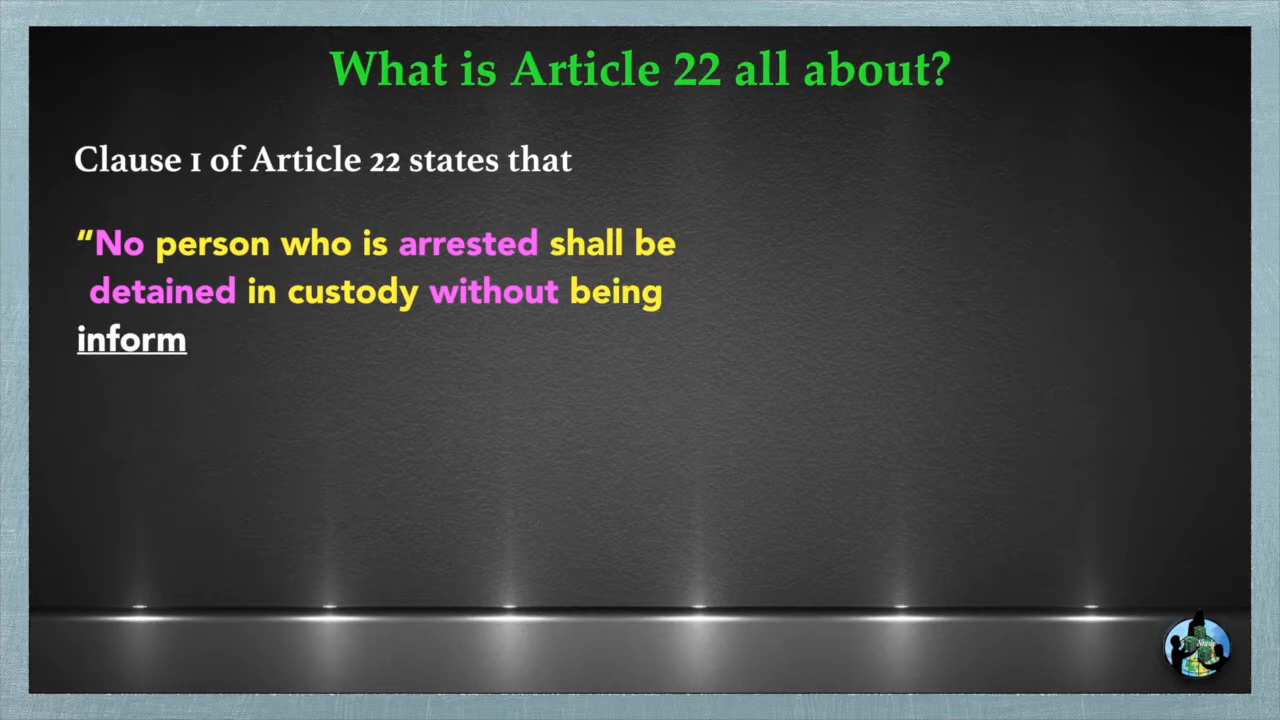 What is Article 22 all about?
Clause 1 of Article 22 states that
“No person who is arrested shall be
detained in custody without being
inform